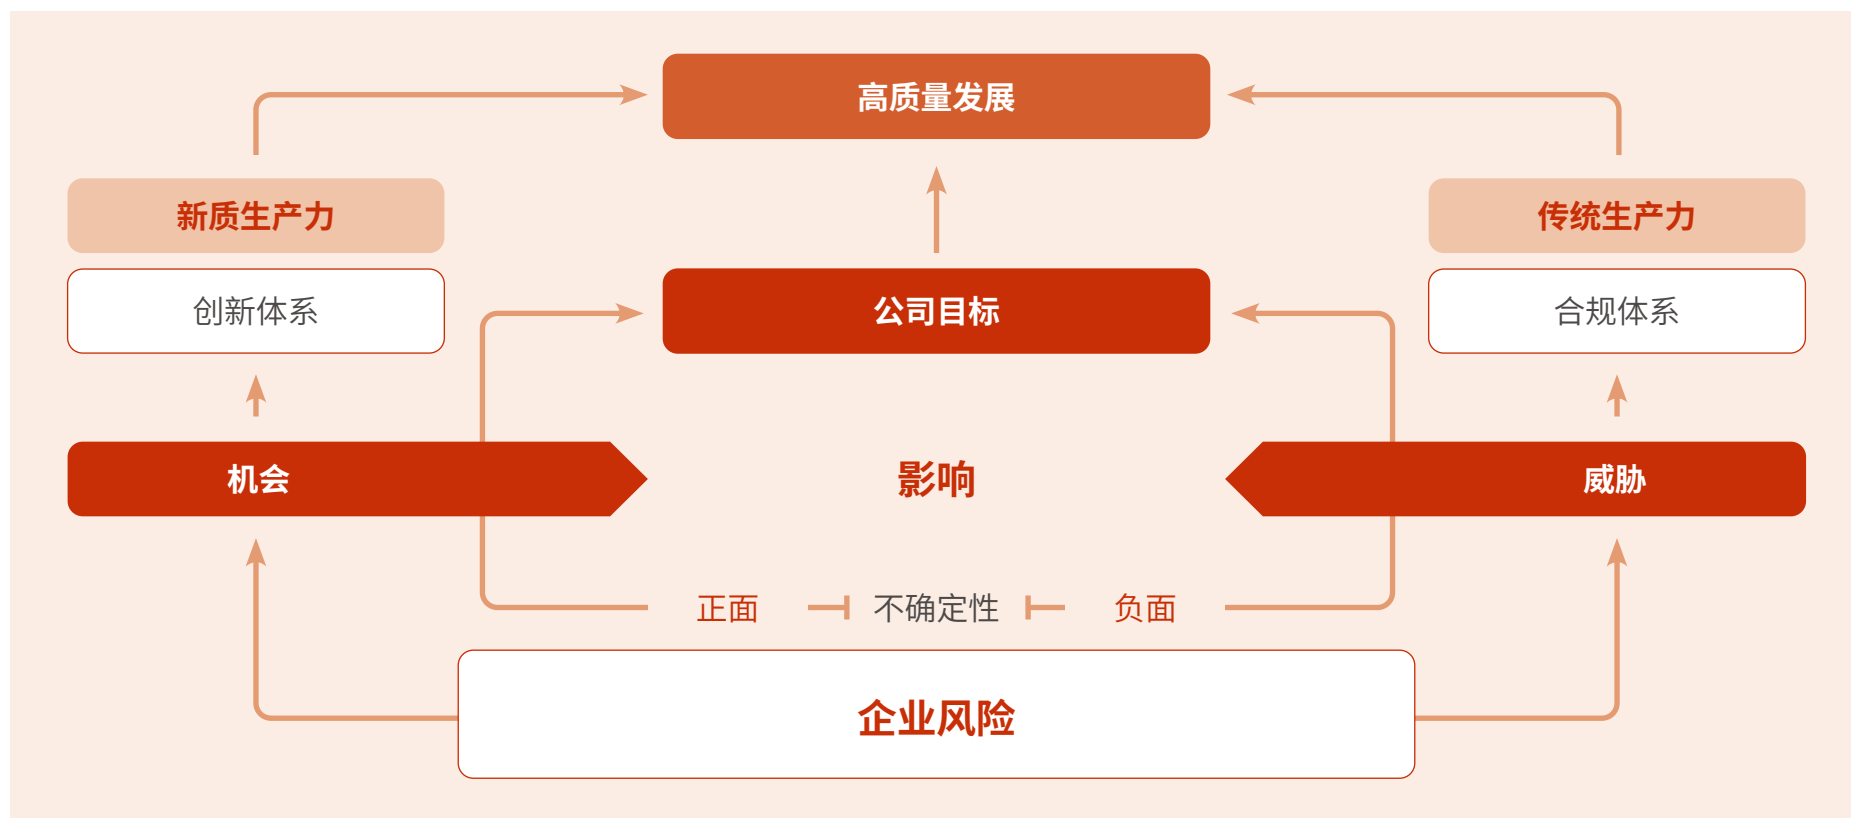 高质量发展
新质生产力
传统生产力
创新体系
公司目标
合规体系
机会
影响
威胁
正面
不确定性
负面
企业风险